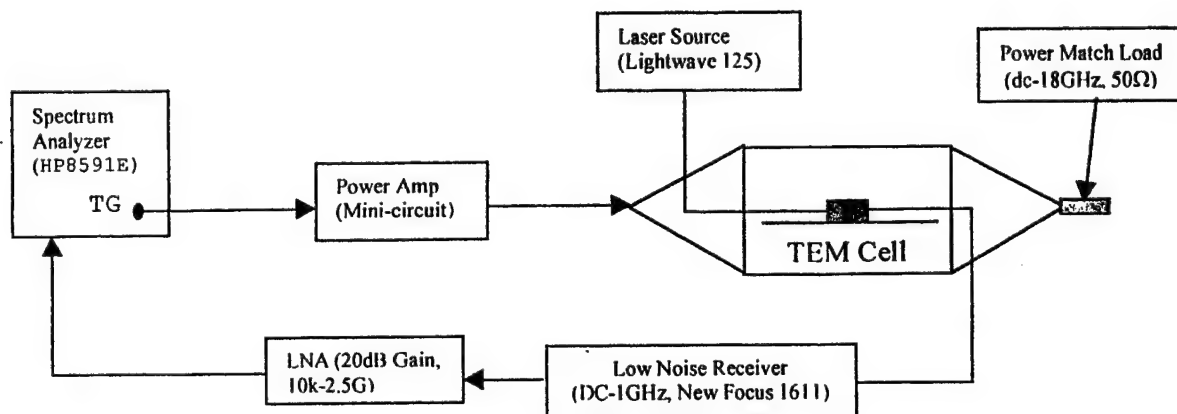 Laser Source
(Lightwave 125)
Power Match Load
(dc-18GHz, 50Ω)
Spectrum
Analyzer
(HP8591E)
TG
Power Amp
(Mini-circuit)
TEM Cell
LNA (20dB Gain,
10k-2.5G)
Low Noise Receiver
(DC-1GHz, New Focus 1611)